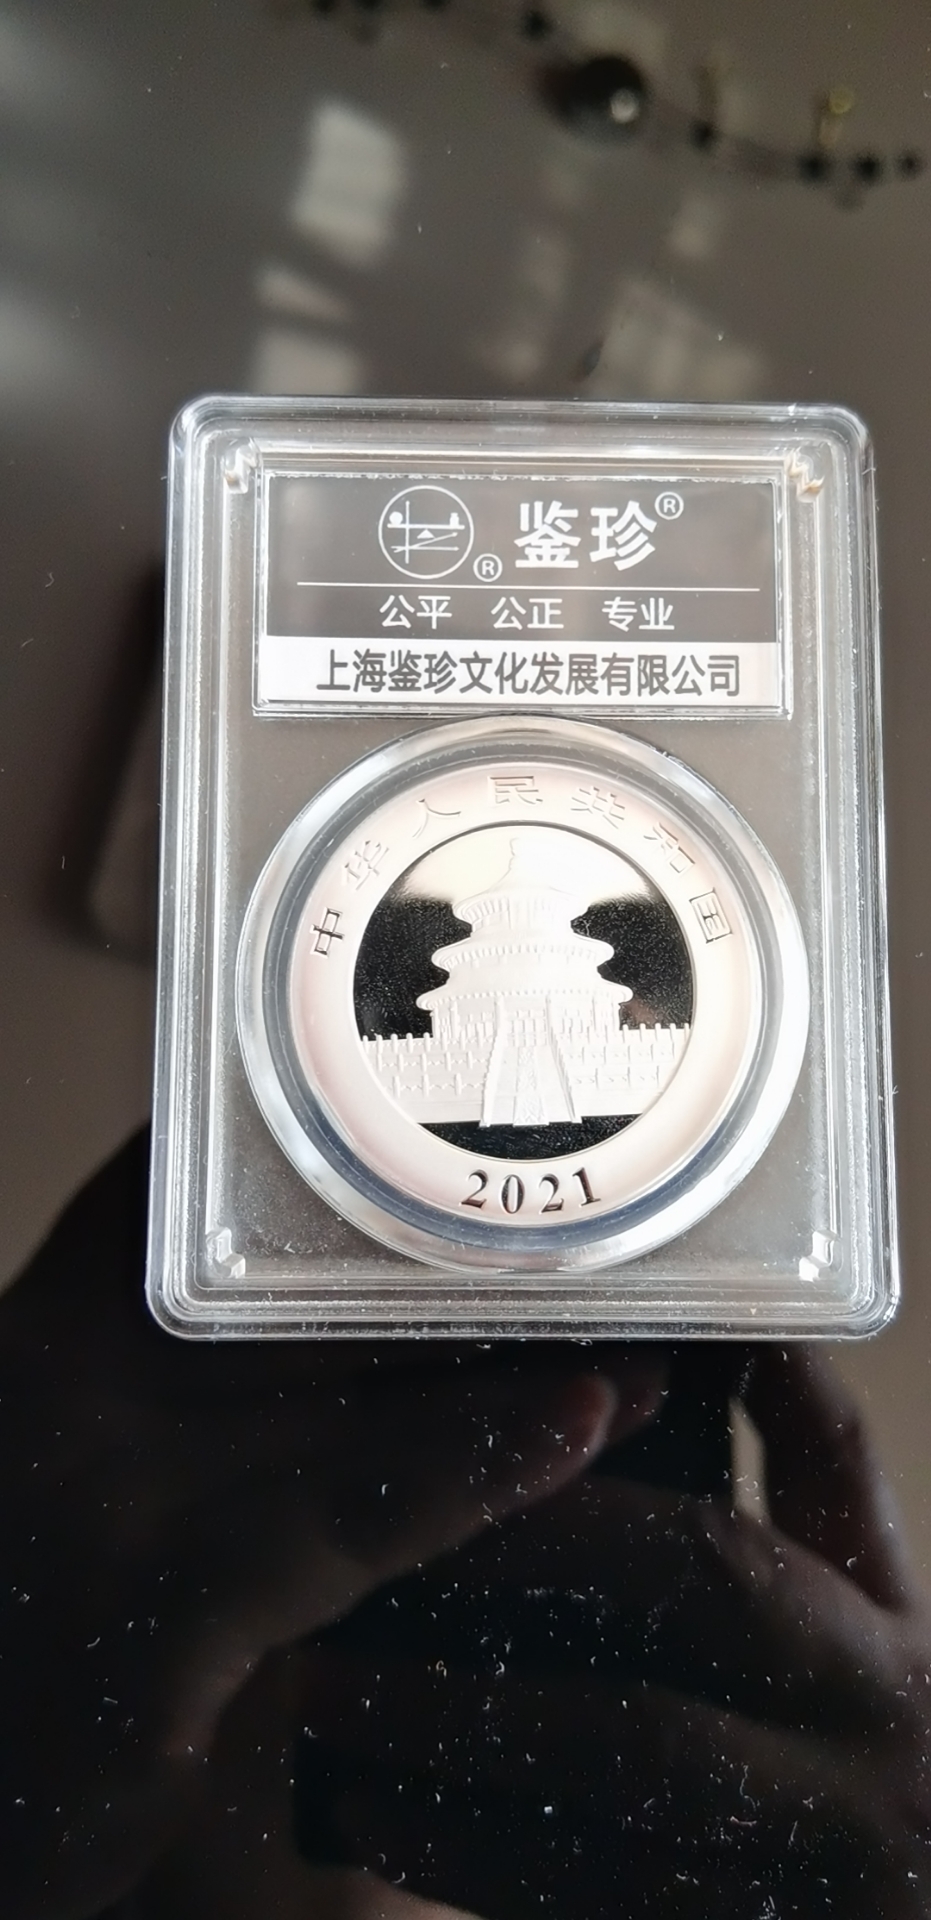 ® 鉴珍®
公平 公正 专业
上海鉴珍文化发展有限公司
中华人民共和国
2021